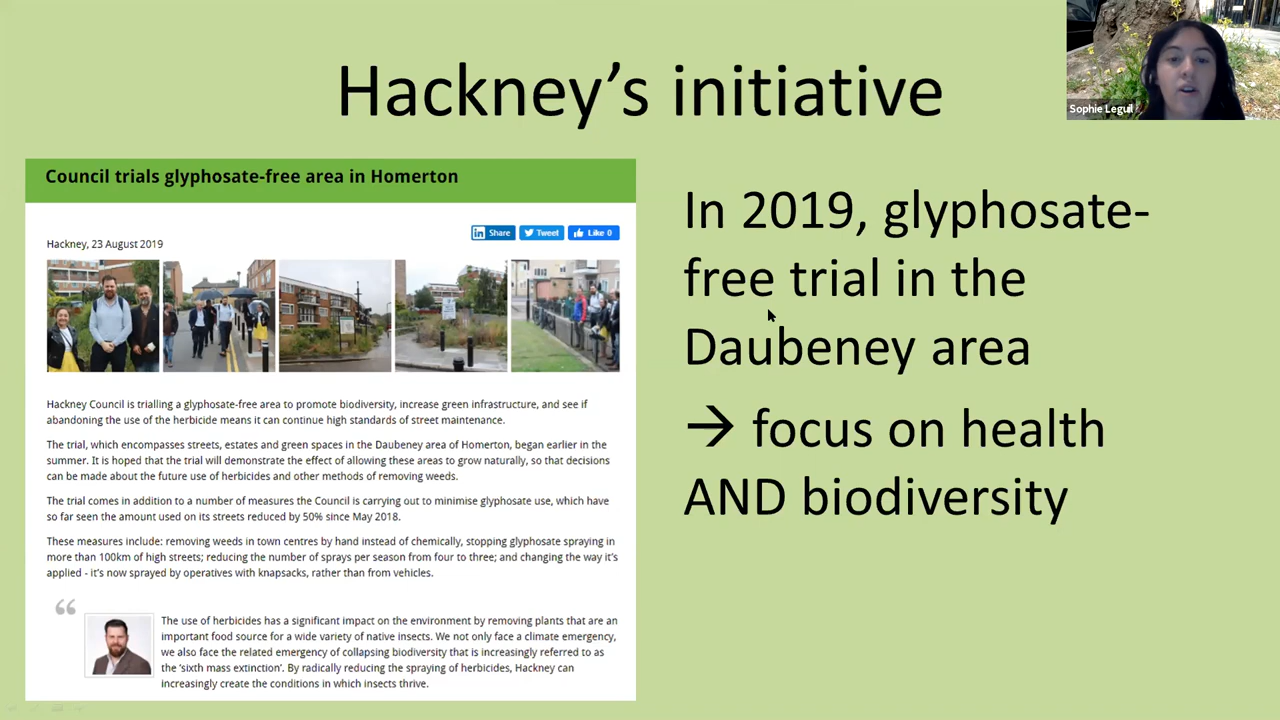 Hackney's initiative
Sophie Leguil
Council trials glyphosate-free area in Homerton
Hackney, 23 August 2019
Share
Tweet
Like 0
Hackney Council is trialling a glyphosate-free area to promote biodiversity, increase green infrastructure, and see if
abandoning the use of the herbicide means it can continue high standards of street maintenance.
The trial, which encompasses streets, estates and green spaces in the Daubeney area of Homerton, began earlier in the
summer. It is hoped that the trial will demonstrate the effect of allowing these areas to grow naturally, so that decisions
can be made about the future use of herbicides and other methods of removing weeds.
The trial comes in addition to a number of measures the Council is carrying out to minimise glyphosate use, which have
so far seen the amount used on its streets reduced by 50% since May 2018.
These measures include: removing weeds in town centres by hand instead of chemically, stopping glyphosate spraying in
more than 100km of high streets; reducing the number of sprays per season from four to three; and changing the way it's
applied - it's now sprayed by operatives with knapsacks, rather than from vehicles.
“
The use of herbicides has a significant impact on the environment by removing plants that are an
important food source for a wide variety of native insects. We not only face a climate emergency,
we also face the related emergency of collapsing biodiversity that is increasingly referred to as
the 'sixth mass extinction'. By radically reducing the spraying of herbicides, Hackney can
increasingly create the conditions in which insects thrive.
In 2019, glyphosate-
free trial in the
Daubeney area
→ focus on health
AND biodiversity